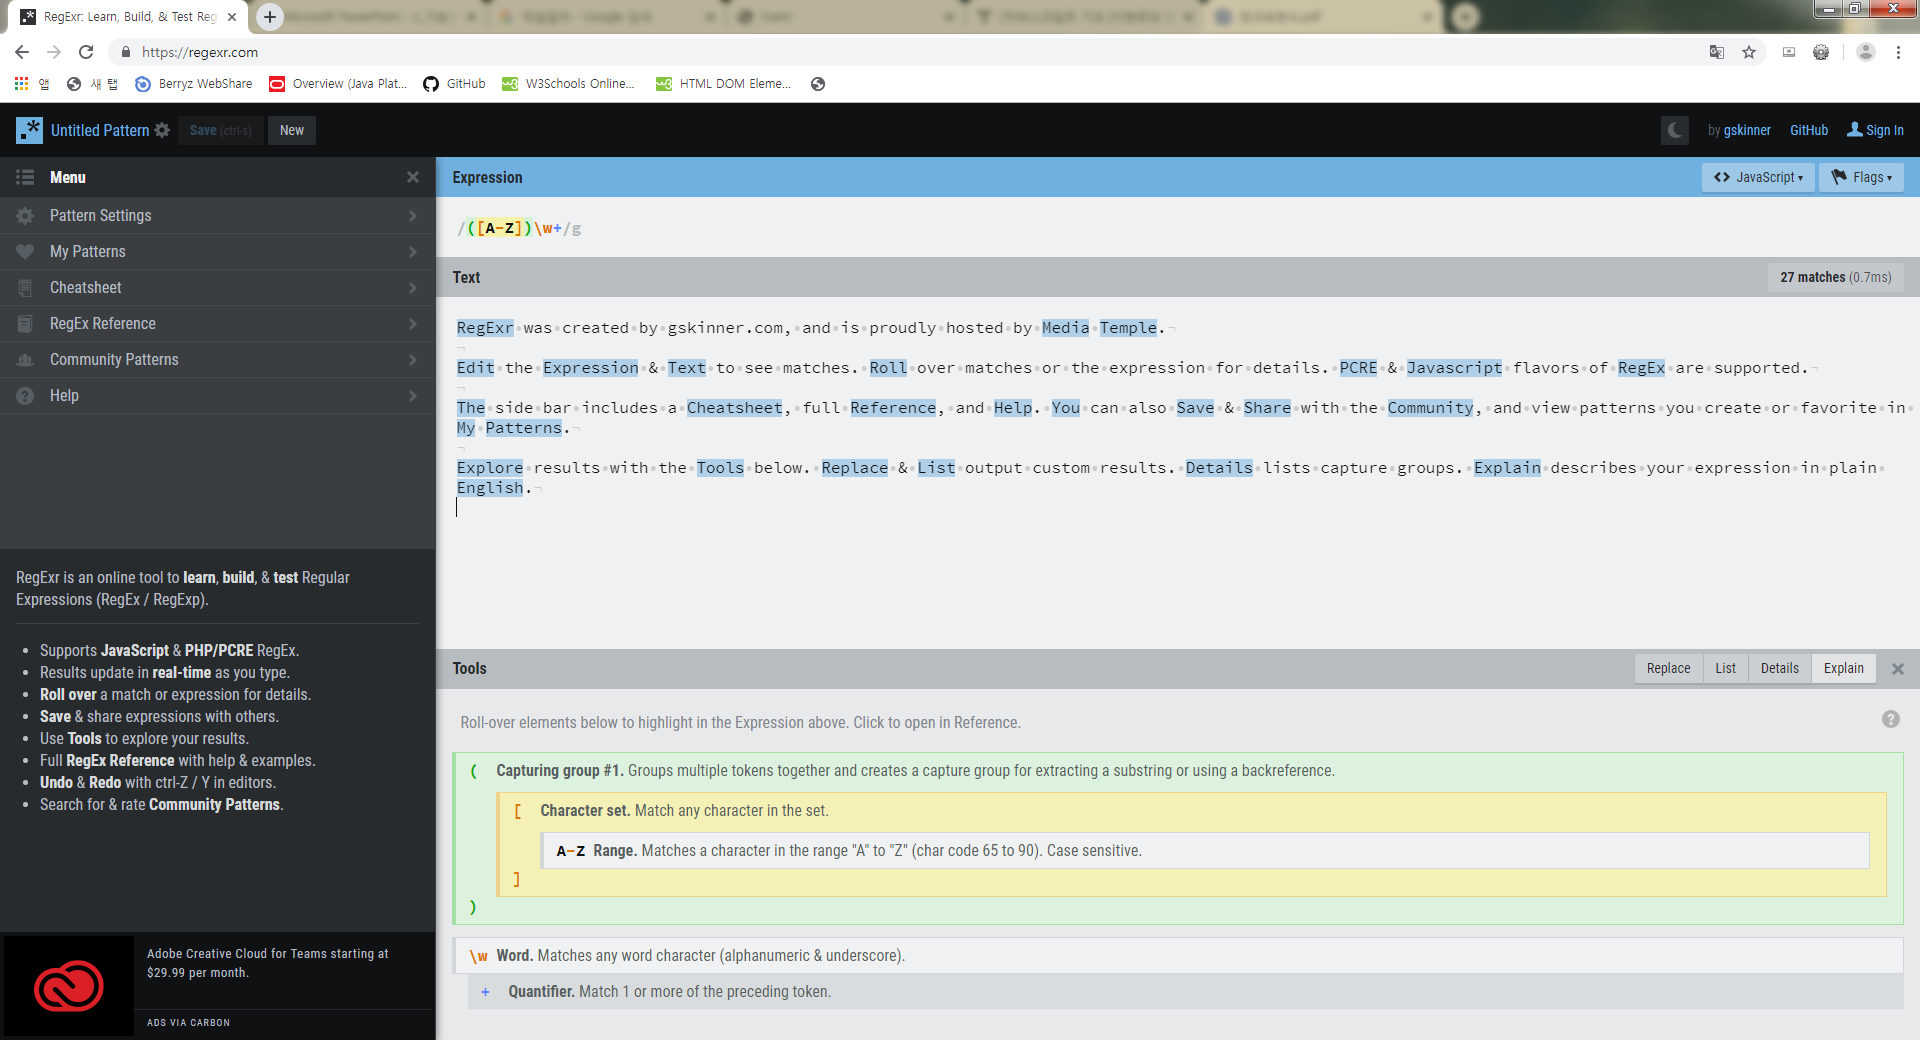 RegExr: Learn, Build, & Test Reg
https://regexr.com
앱
새 탭
Berryz WebShare
Overview (Java Plat...
GitHub
W3Schools Online...
HTML DOM Eleme...
.*
Untitled Pattern
Save (ctrl-s)
New
by gskinner
GitHub
Sign In
Menu
Pattern Settings
My Patterns
Cheatsheet
RegEx Reference
Community Patterns
Help
RegExr is an online tool to learn, build, & test Regular
Expressions (RegEx / RegExp).
Supports JavaScript & PHP/PCRE RegEx.
Results update in real-time as you type.
Roll over a match or expression for details.
Save & share expressions with others.
Use Tools to explore your results.
Full RegEx Reference with help & examples.
Undo & Redo with ctrl-Z / Y in editors.
Search for & rate Community Patterns.
Adobe Creative Cloud for Teams starting at
$29.99 per month.
ADS VIA CARBON
Expression
JavaScript
Flags
/([A-Z])\w+/g
Text
27 matches (0.7ms)
RegExr was created by gskinner.com, and is proudly hosted by Media Temple.
Edit the Expression & Text to see matches. Roll over matches or the expression for details. PCRE & Javascript flavors of RegEx are supported.
The side bar includes a Cheatsheet, full Reference, and Help. You can also Save & Share with the Community, and view patterns you create or favorite in
My Patterns.
Explore results with the Tools below. Replace & List output custom results. Details lists capture groups. Explain describes your expression in plain
English.
Tools
Replace
List
Details
Explain
Roll-over elements below to highlight in the Expression above. Click to open in Reference.
?
( Capturing group #1. Groups multiple tokens together and creates a capture group for extracting a substring or using a backreference.
[ Character set. Match any character in the set.
A-Z Range. Matches a character in the range "A" to "Z" (char code 65 to 90). Case sensitive.
]
)
\w Word. Matches any word character (alphanumeric & underscore).
+ Quantifier. Match 1 or more of the preceding token.